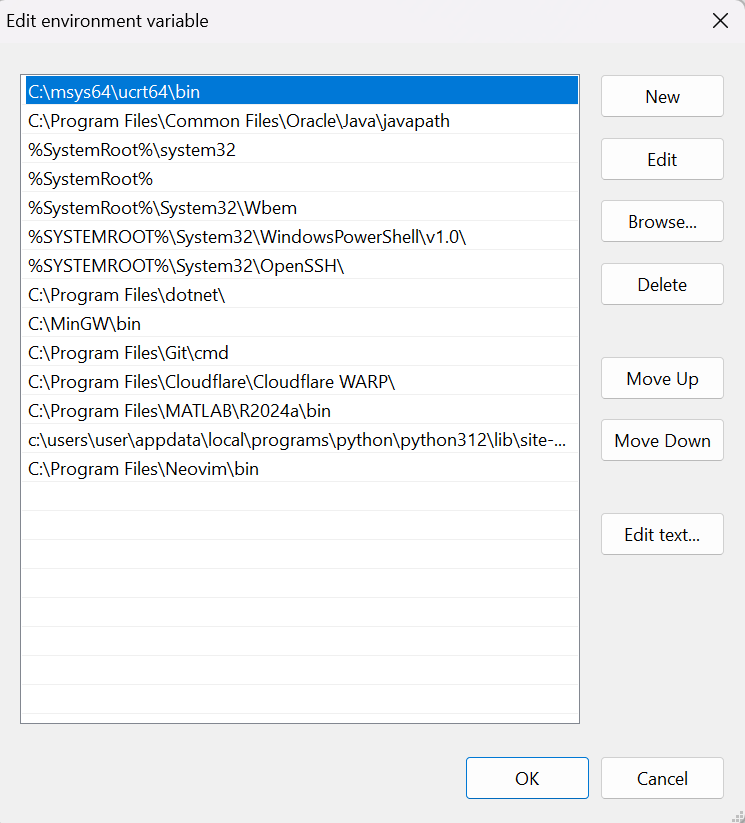 Edit environment variable
C:\msys64\ucrt64\bin
C:\Program Files\Common Files\Oracle\Java\javapath
%SystemRoot%\system32
%SystemRoot%
%SystemRoot%\System32\Wbem
%SYSTEMROOT%\System32\WindowsPowerShell\v1.0\
%SYSTEMROOT%\System32\OpenSSH\
C:\Program Files\dotnet\
C:\MinGW\bin
C:\Program Files\Git\cmd
C:\Program Files\Cloudflare\Cloudflare WARP\
C:\Program Files\MATLAB\R2024a\bin
c:\users\user\appdata\local\programs\python\python312\lib\site-...
C:\Program Files\Neovim\bin
New
Edit
Browse...
Delete
Move Up
Move Down
Edit text...
OK
Cancel